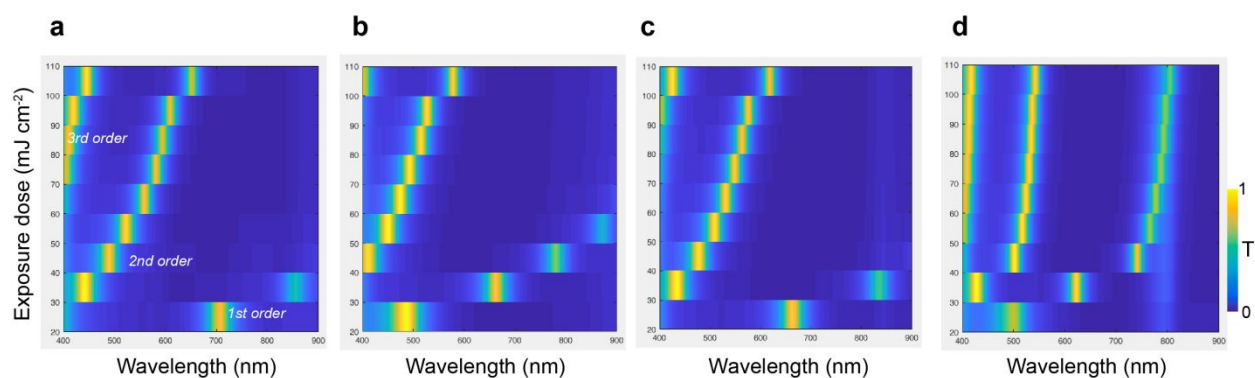 a b c d
Exposure dose (mJ cm⁻²)
110 110 110 110
100 100 100 100
90 90 90 90
80 80 80 80
70 70 70 70
60 60 60 60
50 50 50 50
40 40 40 40
30 30 30 30
20 20 20 20
3rd order
2nd order
1st order
1
T
0
400 500 600 700 800 900 400 500 600 700 800 900 400 500 600 700 800 900 400 500 600 700 800 900
Wavelength (nm) Wavelength (nm) Wavelength (nm) Wavelength (nm)